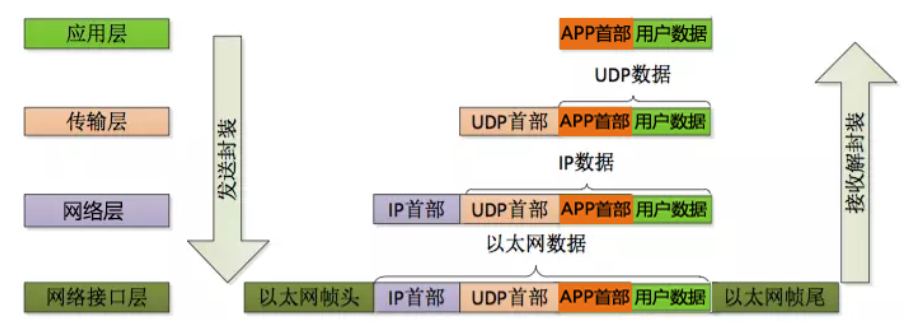 应用层
APP首部 用户数据
UDP数据
传输层
UDP首部 APP首部 用户数据
IP数据
网络层
IP首部 UDP首部 APP首部 用户数据
以太网数据
网络接口层
以太网帧头 IP首部 UDP首部 APP首部 用户数据 以太网帧尾
发送封装
接收解封装